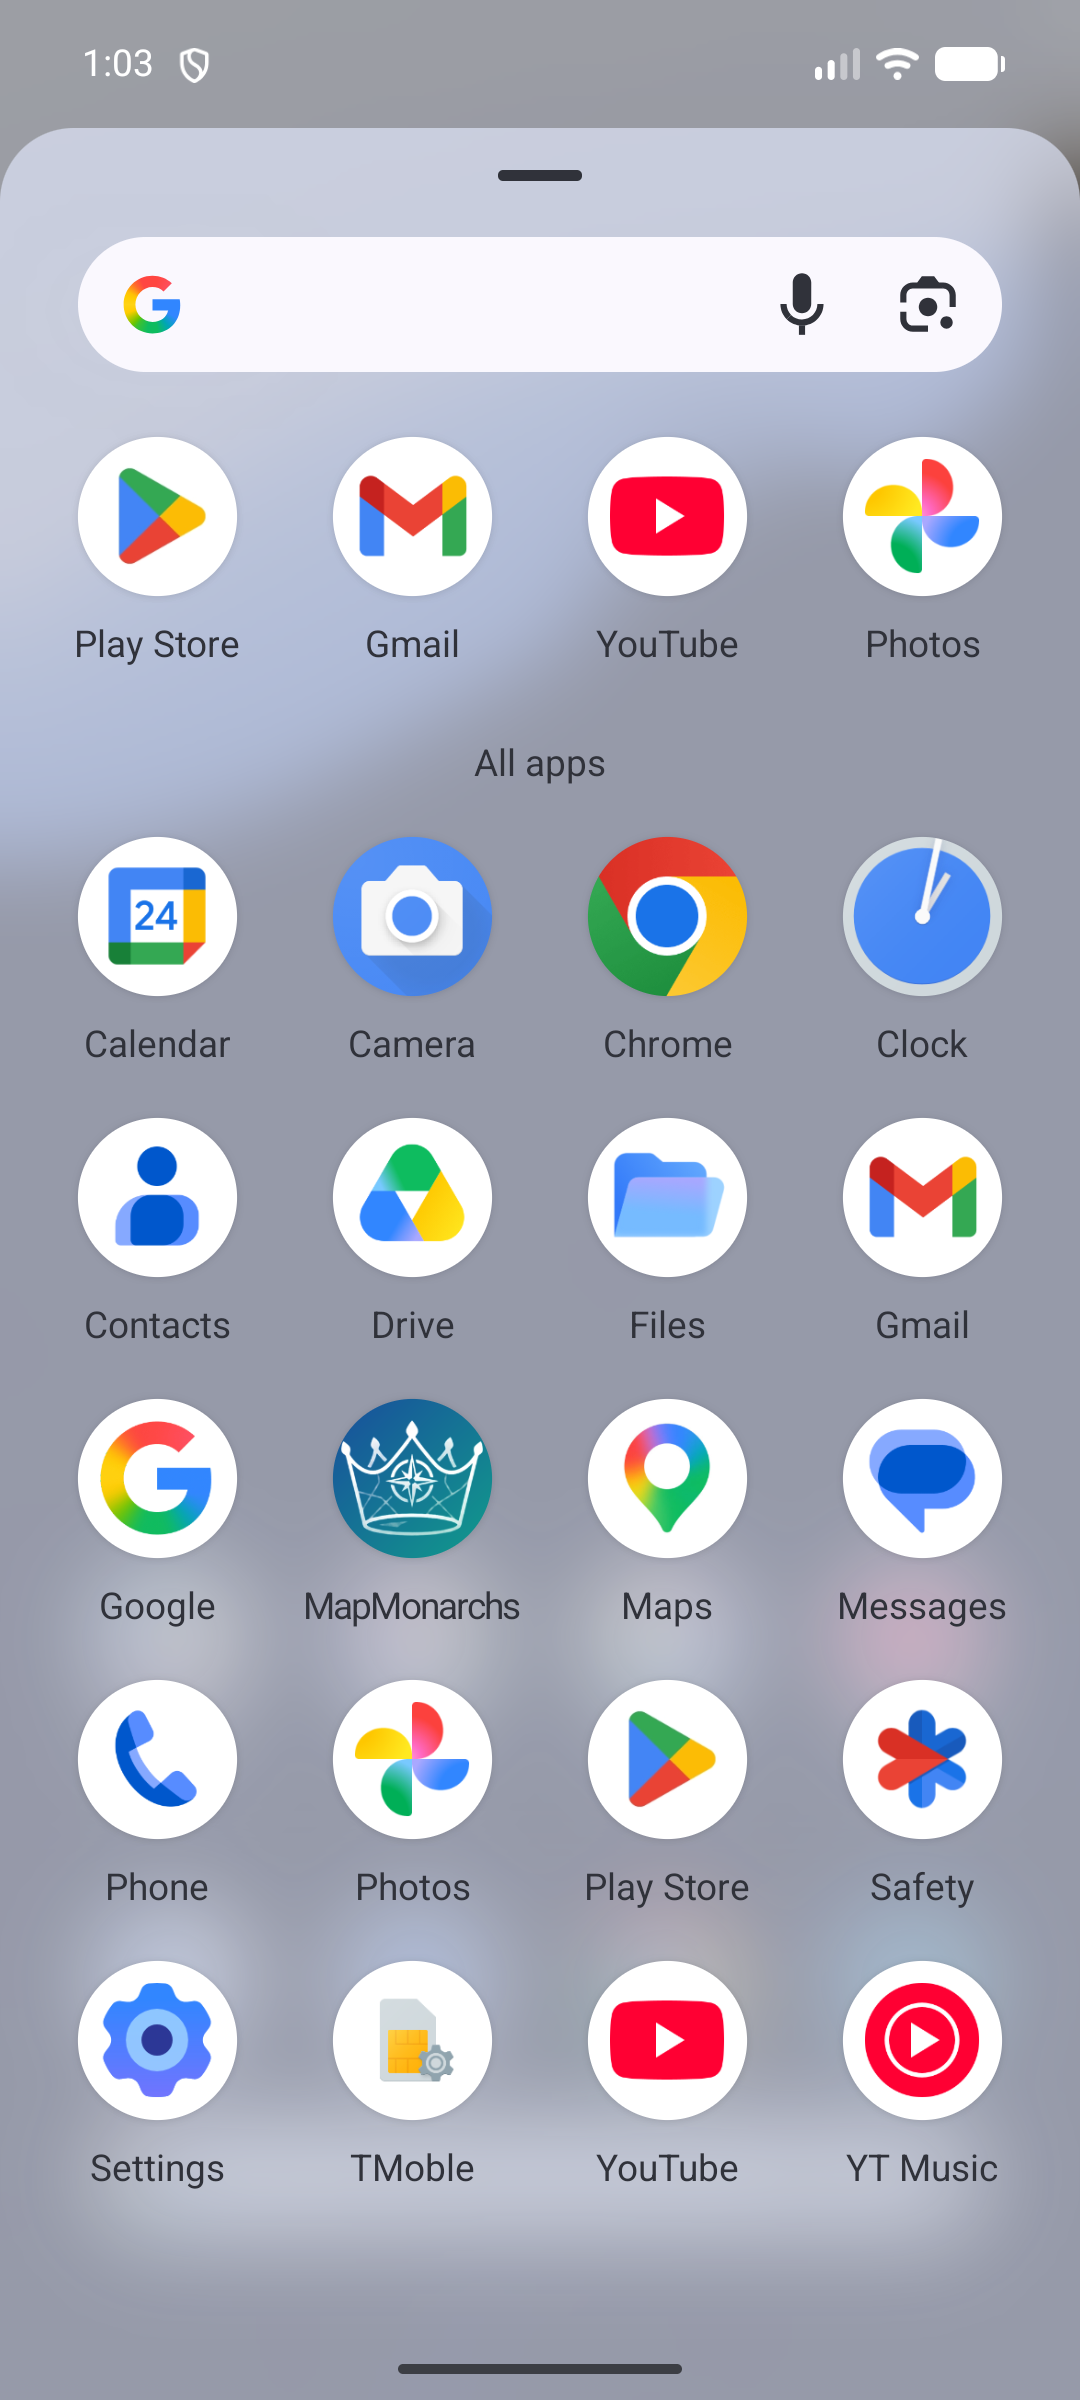 1:03
Play Store
Gmail
YouTube
Photos
All apps
24
Calendar
Camera
Chrome
Clock
Contacts
Drive
Files
Gmail
Google
MapMonarchs
Maps
Messages
Phone
Photos
Play Store
Safety
Settings
TMoble
YouTube
YT Music